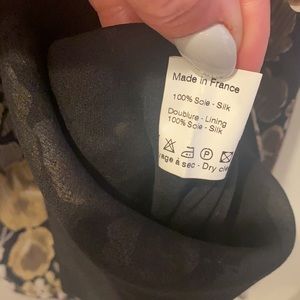 Made in France
100% Soie - Silk
Doublure - Lining
100% Soie - Silk
à sec - Dry